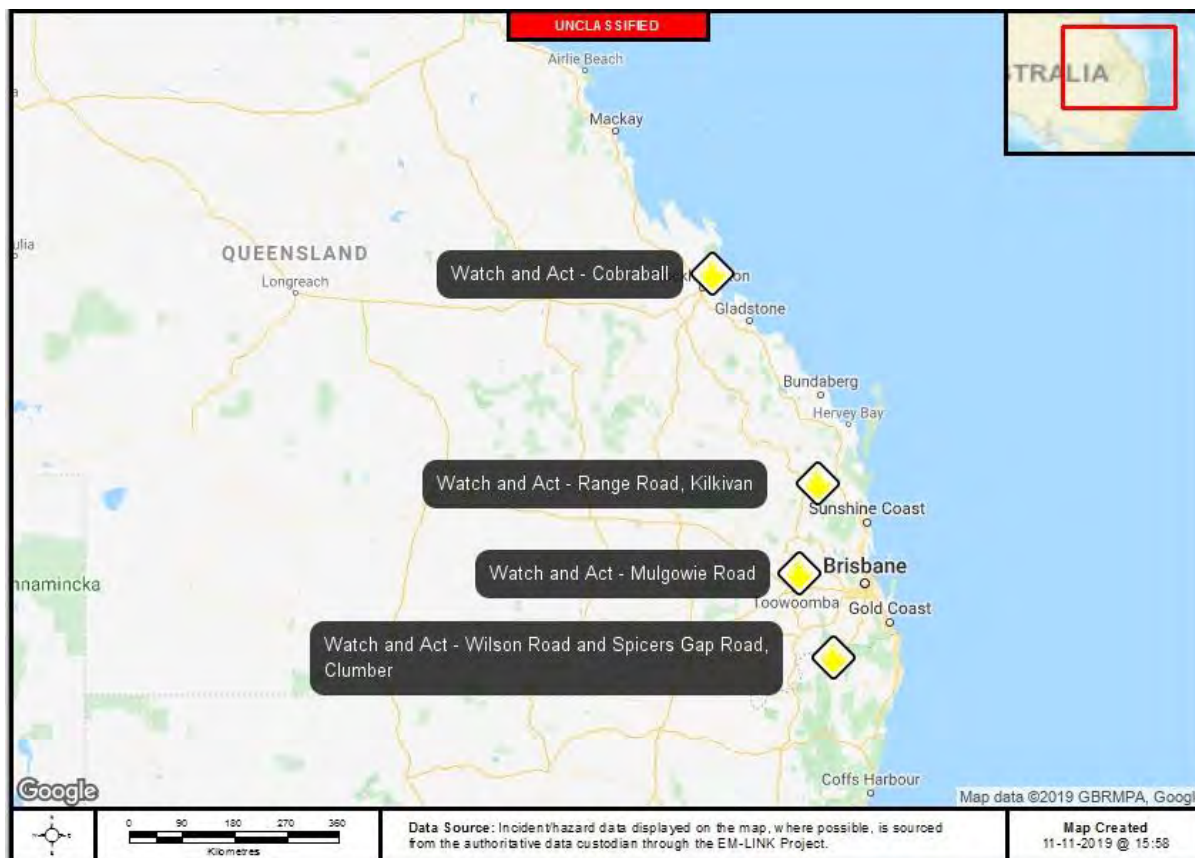 UNCLASSIFIED
STRALIA
Airlie Beach
Mackay
QUEENSLAND
Longreach
Watch and Act - Cobraball
Gladstone
Bundaberg
Hervey Bay
Watch and Act - Range Road, Kilkivan
Sunshine Coast
Watch and Act - Mulgowie Road
Brisbane
nnamincka
Toowoomba
Gold Coast
Watch and Act - Wilson Road and Spicers Gap Road,
Clumber
Coffs Harbour
Google
Map data ©2019 GBRMPA, Googl
0 90 180 270 360
Kilometres
Data Source: Incident/hazard data displayed on the map, where possible, is sourced
from the authoritative data custodian through the EM-LINK Project.
Map Created
11-11-2019 @ 15:58